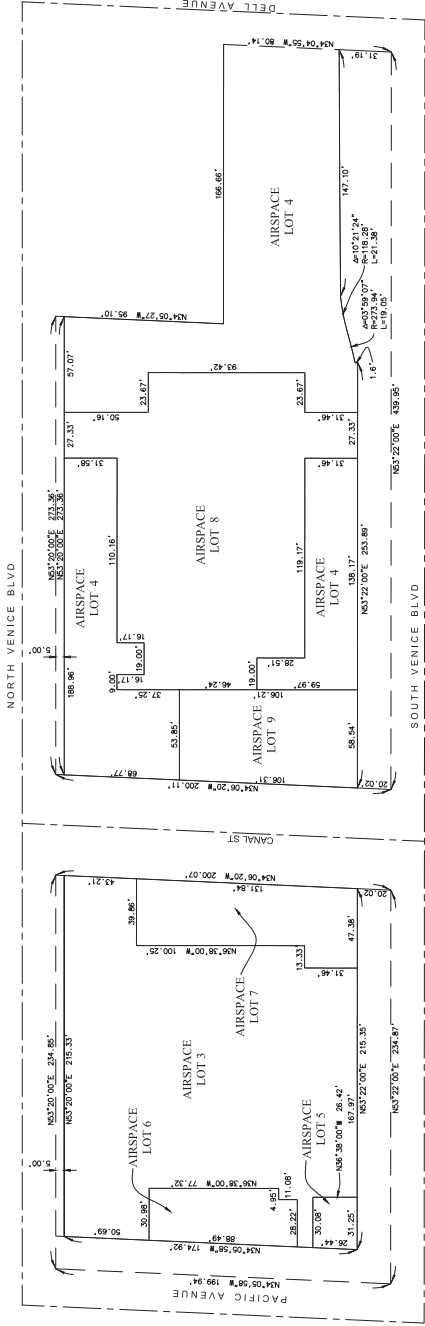 DELL AVENUE
NORTH VENICE BLVD
SOUTH VENICE BLVD
N34°04'55"W
80.14'
31.19'
166.66'
147.10'
AIRSPACE
LOT 4
Δ=10°21'24"
R=118.28'
L=21.38'
Δ=03°59'07"
R=273.94'
L=19.05'
1.6'
N34°05'27"W 95.10'
57.07'
50.16'
23.67'
93.42'
23.67'
31.46'
27.33'
27.33'
31.58'
31.46'
N53°20'00"E 273.36'
N53°20'00"E 273.36'
N53°22'00"E 439.95'
AIRSPACE
LOT 4
110.16'
AIRSPACE
LOT 8
119.17'
AIRSPACE
LOT 4
138.17'
N53°22'00"E 253.89'
5.00'
188.96'
16.17'
19.00'
16.17'
9.00'
37.25'
46.24'
106.21'
19.00'
28.51'
59.97'
53.85'
AIRSPACE
LOT 9
58.54'
68.77'
106.31'
N34°06'20"W 200.11'
20.02'
CANAL ST
N34°06'20"W 200.07'
43.21'
131.84'
20.02'
39.86'
N36°38'00"W 100.25'
13.33'
31.46'
47.38'
AIRSPACE
LOT 7
AIRSPACE
LOT 3
N53°20'00"E 234.85'
N53°20'00"E 215.33'
5.00'
N53°22'00"E 215.35'
N53°22'00"E 234.87'
167.97'
N36°38'00"W 26.42'
AIRSPACE
LOT 6
AIRSPACE
LOT 5
50.69'
30.98'
N36°38'00"W 77.32'
4.95'
11.08'
28.22'
30.08'
88.49'
N34°05'58"W 174.92'
26.44'
31.25'
N34°05'58"W 199.94'
PACIFIC AVENUE